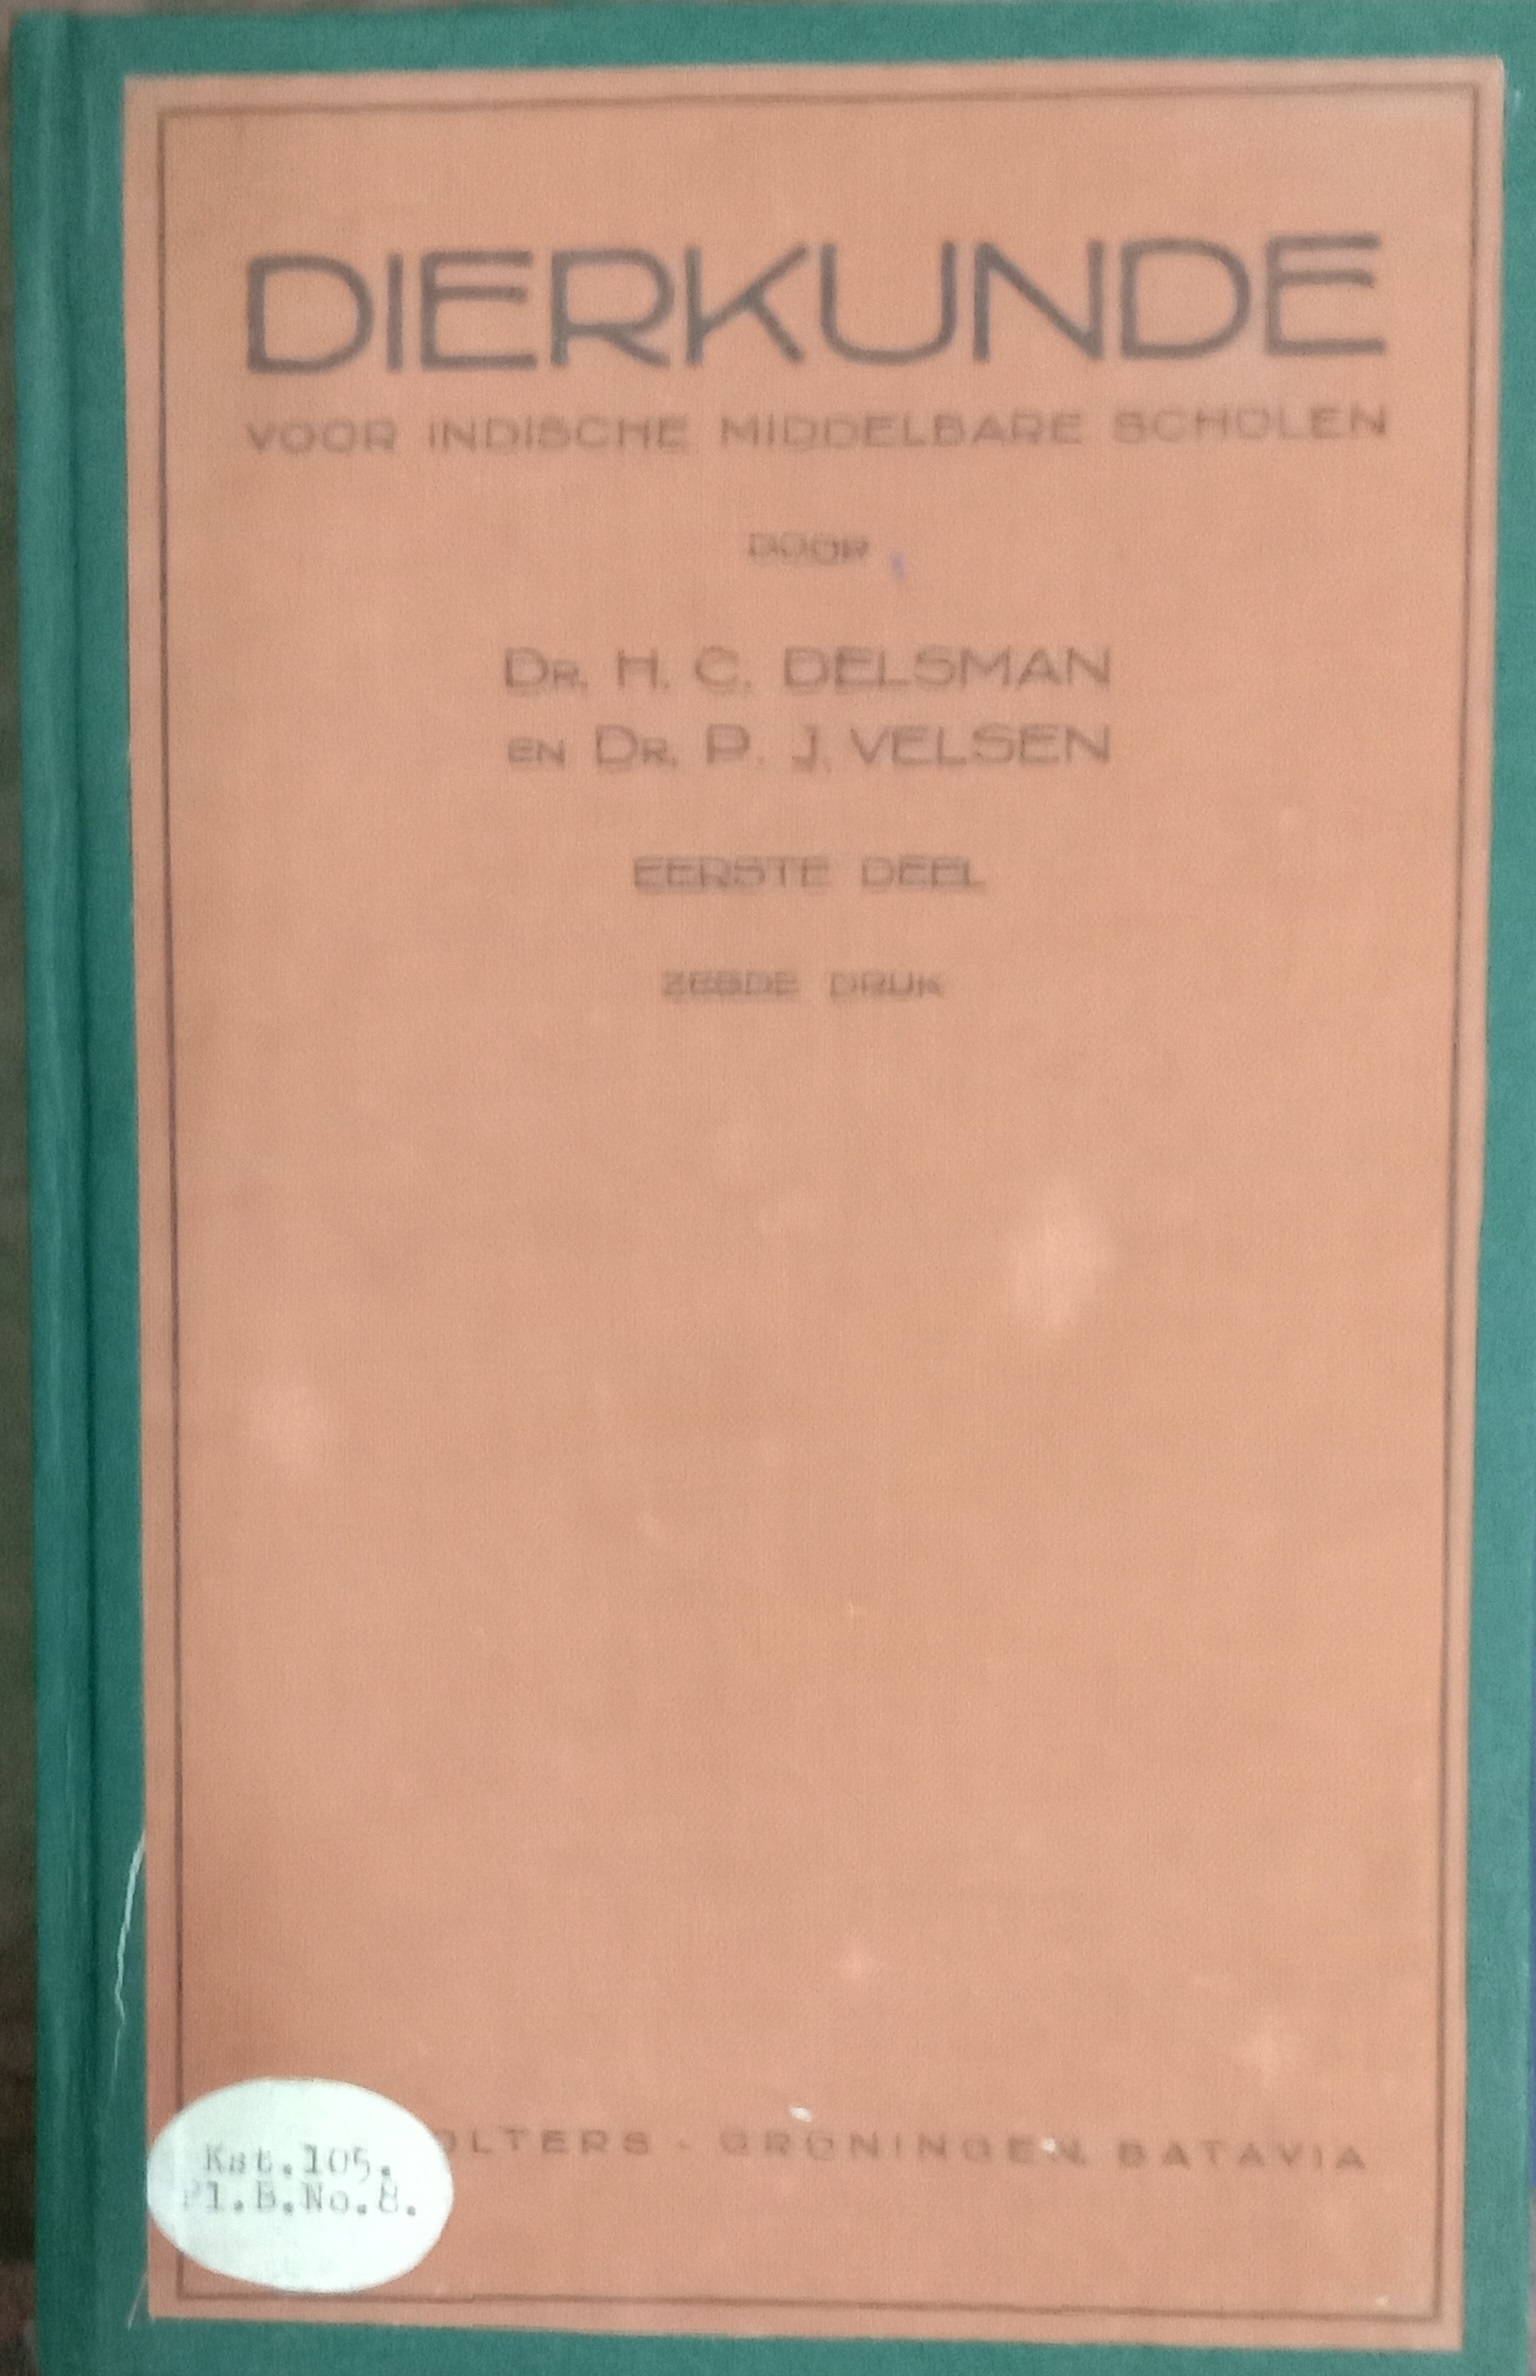 DIERKUNDE
VOOR INDISCHE MIDDELBARE SCHOLEN
DOOR
DR. H. C. DELSMAN
EN DR. P. J. VELSEN
EERSTE DEEL
ZESDE DRUK
OLTERS - GRONINGEN, BATAVIA
Kst.105.
Pl.B.No.8.